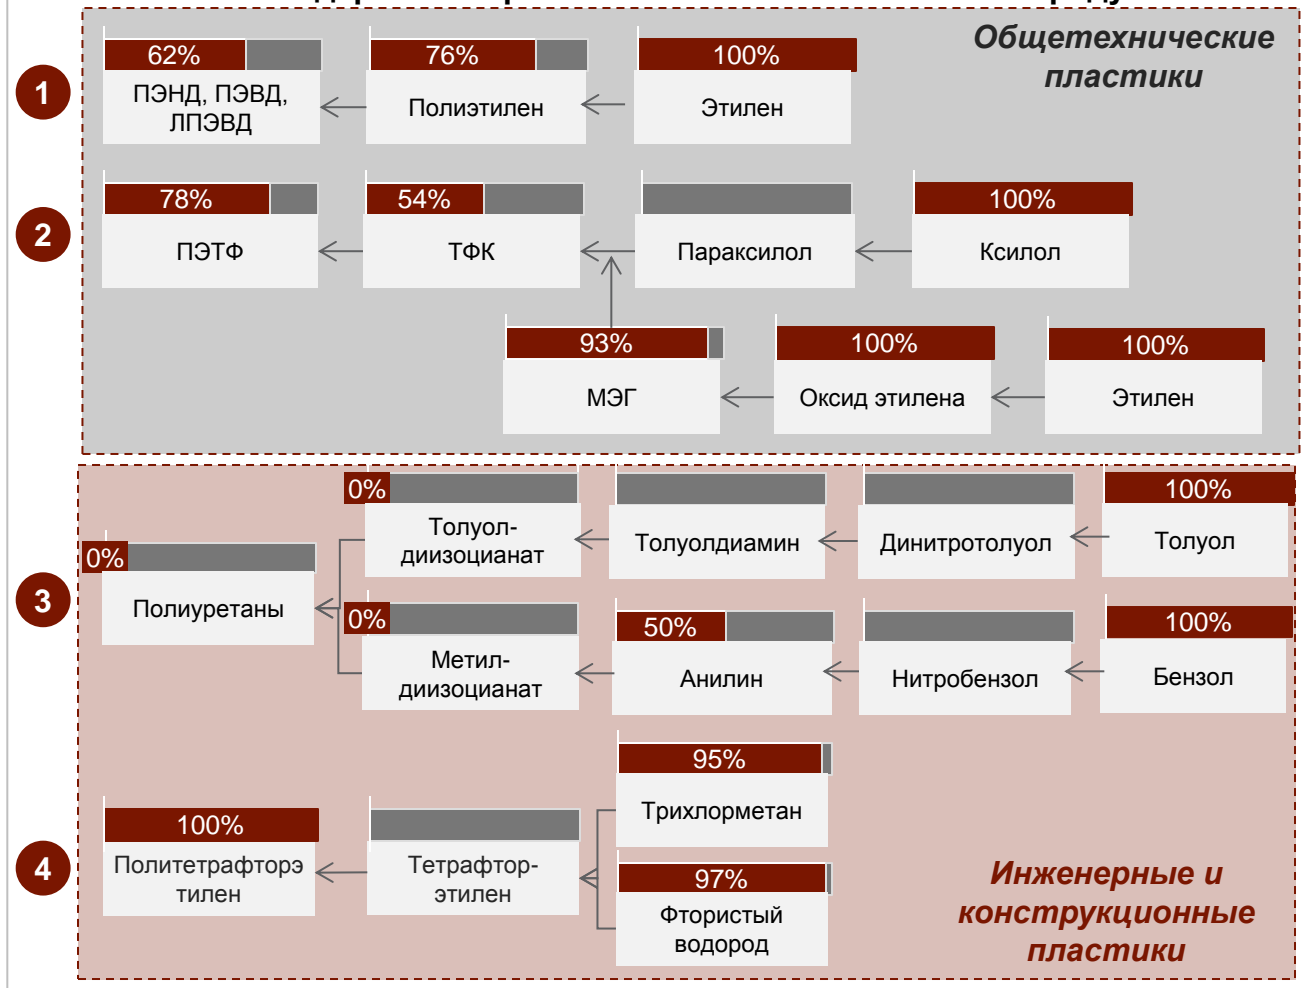 Общетехнические
пластики
1
62%
76%
100%
ПЭНД, ПЭВД,
ЛПЭВД
Полиэтилен
Этилен
2
78%
54%
100%
ПЭТФ
ТФК
Параксилол
Ксилол
93%
100%
100%
МЭГ
Оксид этилена
Этилен
3
0%
100%
Толуол-
диизоцианат
Толуолдиамин
Динитротолуол
Толуол
0%
Полиуретаны
0%
50%
100%
Метил-
диизоцианат
Анилин
Нитробензол
Бензол
4
95%
Трихлорметан
100%
Политетрафторэ
тилен
Тетрафтор-
этилен
97%
Фтористый
водород
Инженерные и
конструкционные
пластики